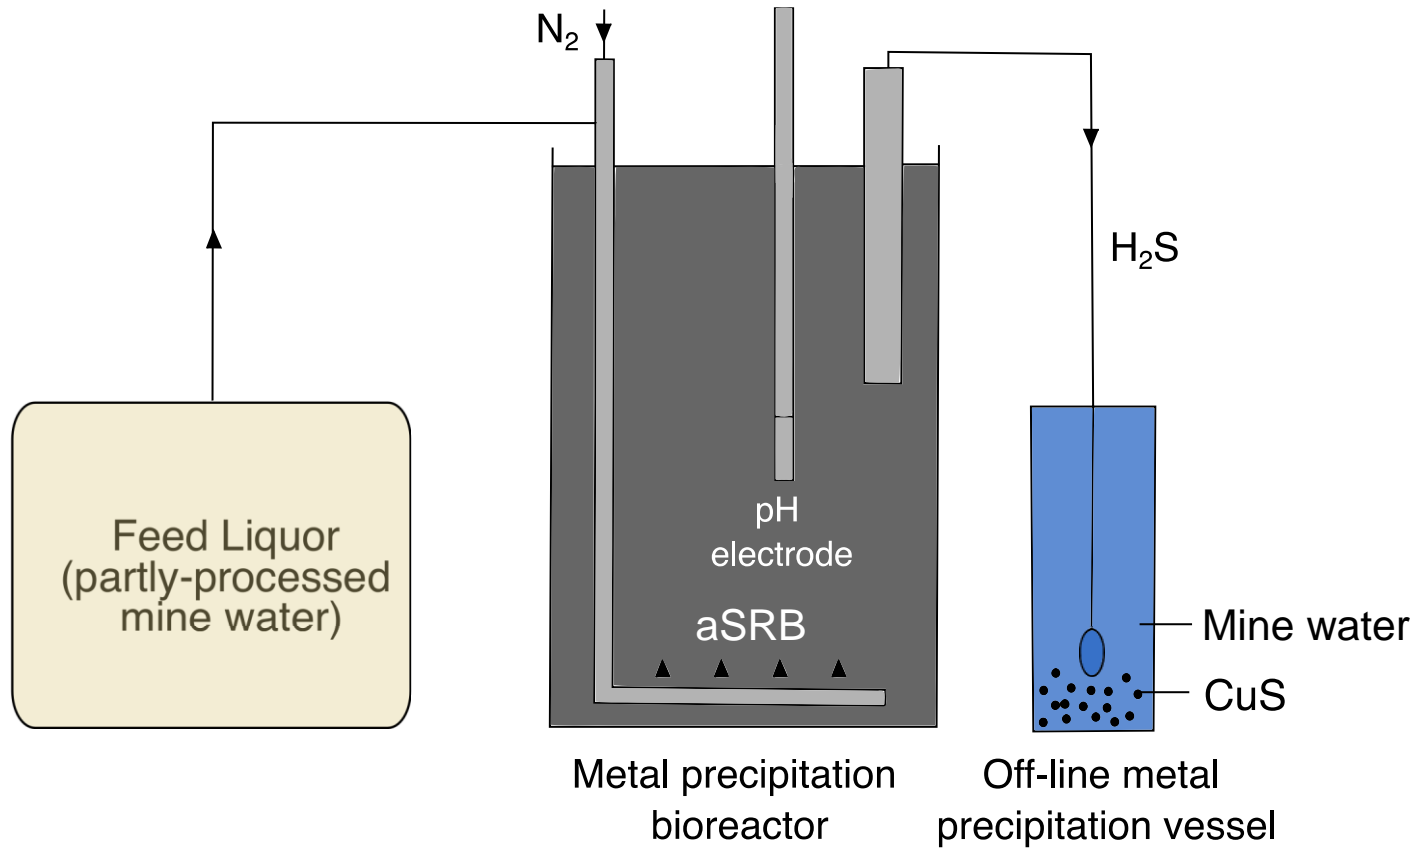 N₂
H₂S
Feed Liquor
(partly-processed
mine water)
pH
electrode
aSRB
Mine water
CuS
Metal precipitation
bioreactor
Off-line metal
precipitation vessel